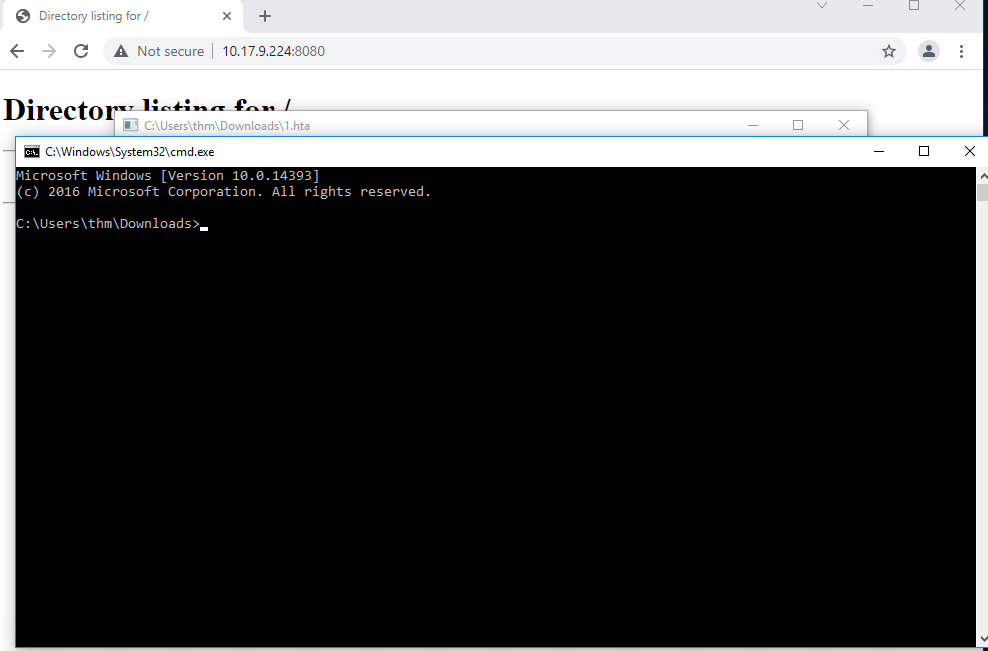 Directory listing for /
Not secure
10.17.9.224:8080
Directory listing for /
C:\Users\thm\Downloads\1.hta
C:\Windows\System32\cmd.exe
Microsoft Windows [Version 10.0.14393]
(c) 2016 Microsoft Corporation. All rights reserved.
C:\Users\thm\Downloads>